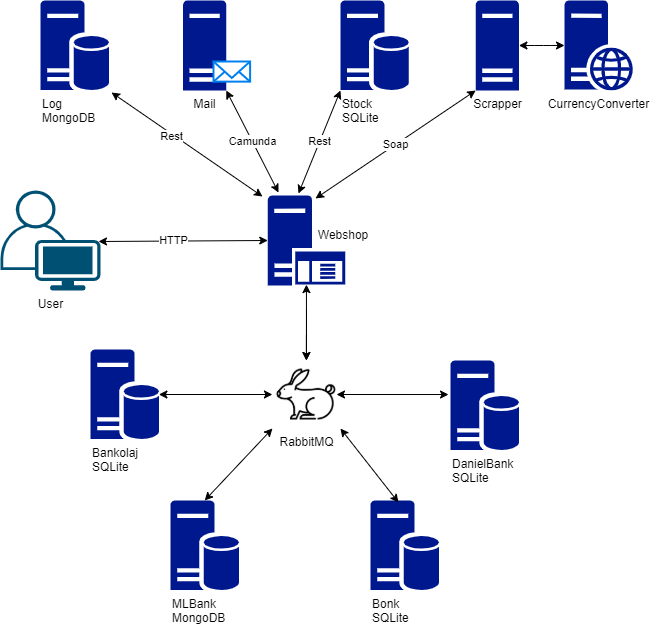 Log
MongoDB
Mail
Stock
SQLite
Scrapper
CurrencyConverter
Rest
Camunda
Rest
Soap
Webshop
HTTP
User
RabbitMQ
Bankolaj
SQLite
DanielBank
SQLite
MLBank
MongoDB
Bonk
SQLite